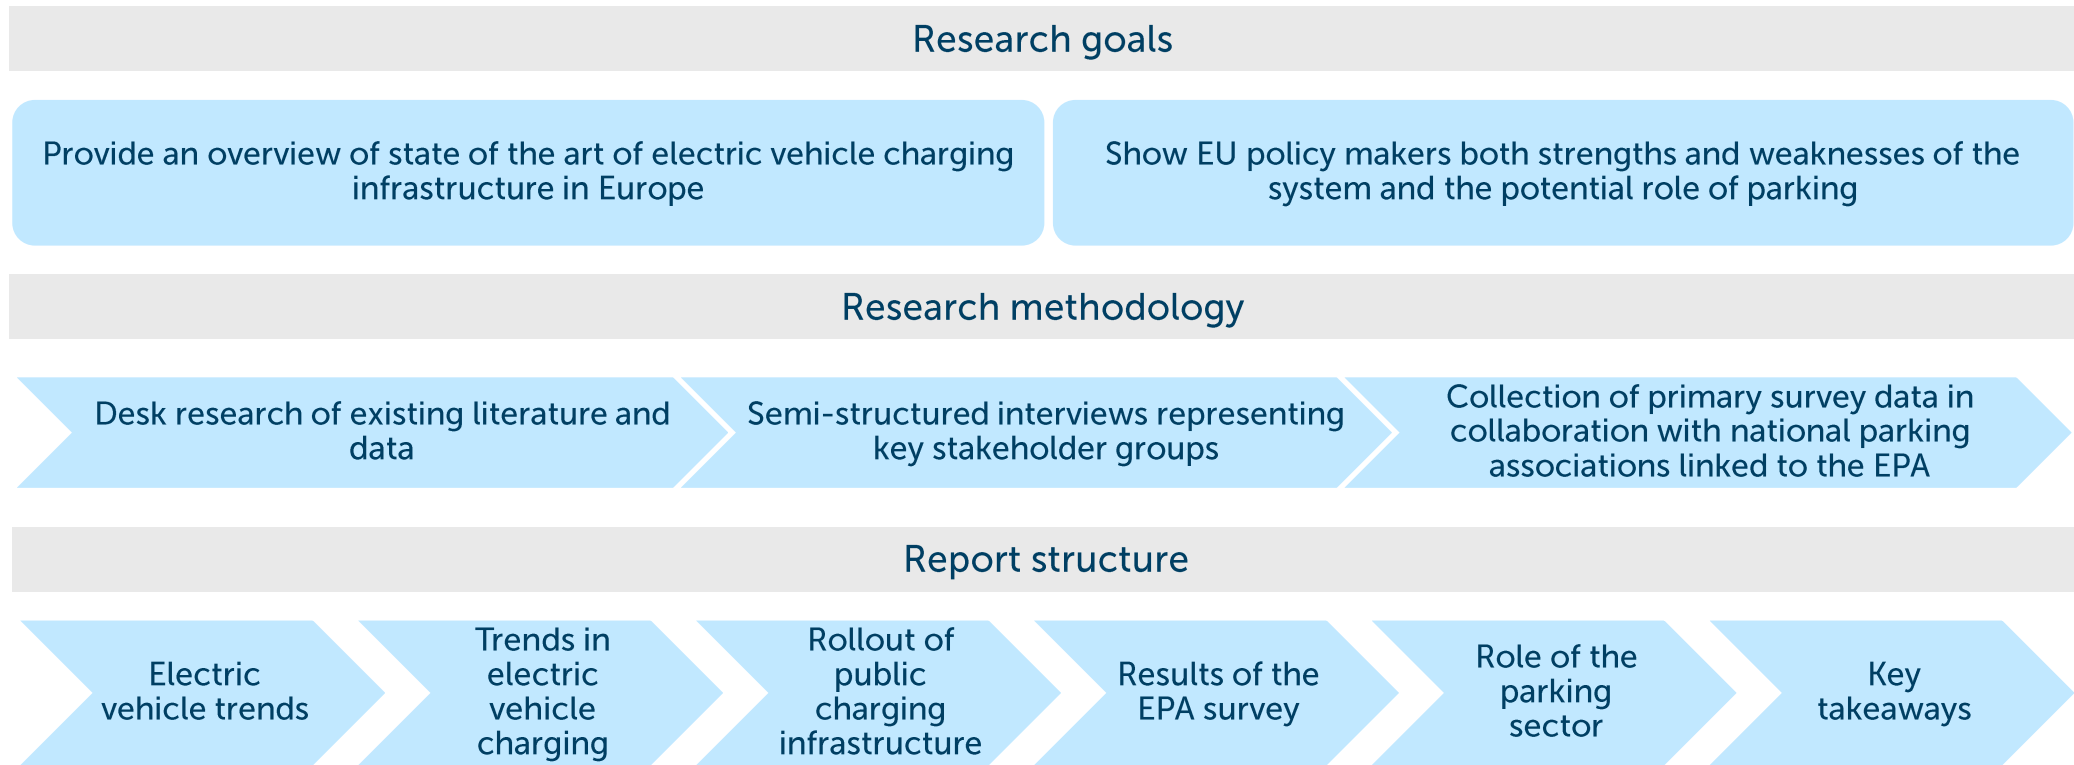 Research goals
Provide an overview of state of the art of electric vehicle charging
infrastructure in Europe
Show EU policy makers both strengths and weaknesses of the
system and the potential role of parking
Research methodology
Desk research of existing literature and
data
Semi-structured interviews representing
key stakeholder groups
Collection of primary survey data in
collaboration with national parking
associations linked to the EPA
Report structure
Electric
vehicle trends
Trends in
electric
vehicle
charging
Rollout of
public
charging
infrastructure
Results of the
EPA survey
Role of the
parking
sector
Key
takeaways